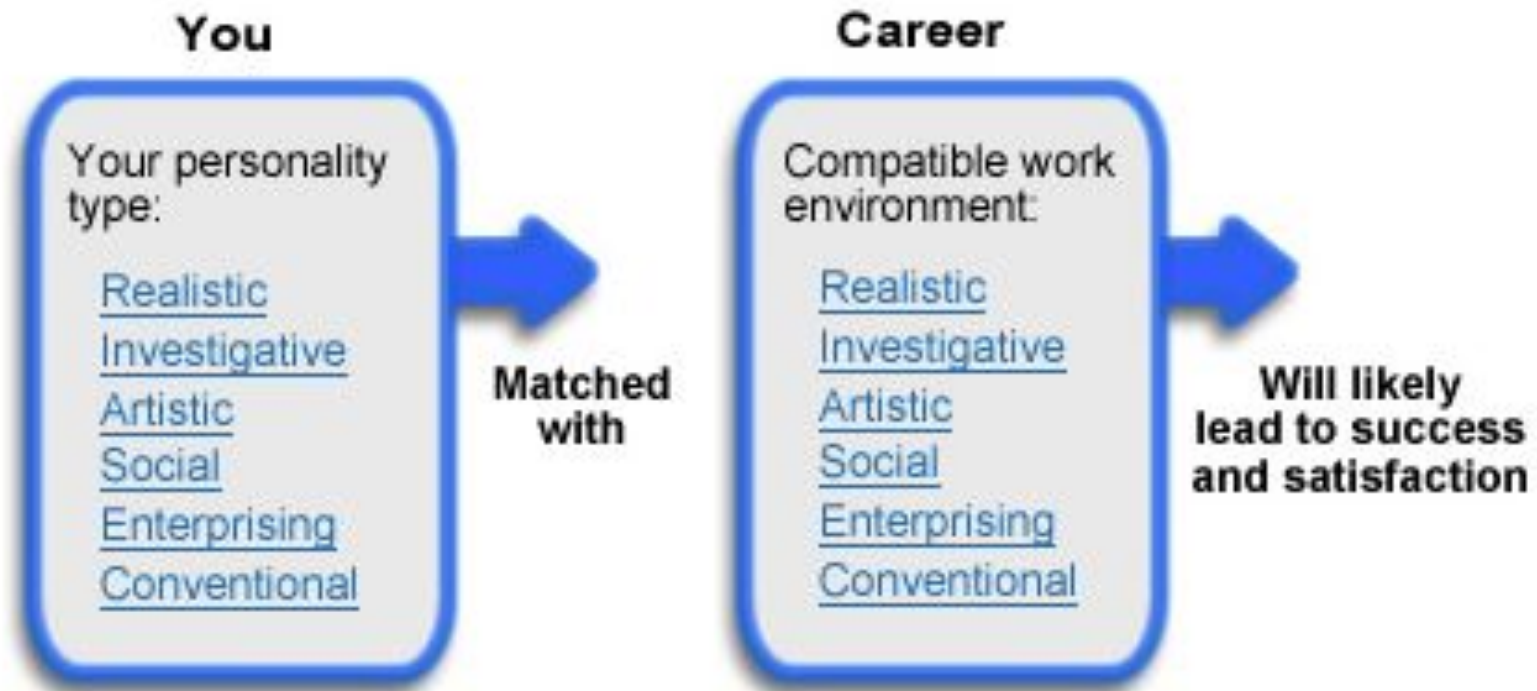 You
Your personality
type:
Realistic
Investigative
Artistic
Social
Enterprising
Conventional
Matched
with
Career
Compatible work
environment:
Realistic
Investigative
Artistic
Social
Enterprising
Conventional
Will likely
lead to success
and satisfaction